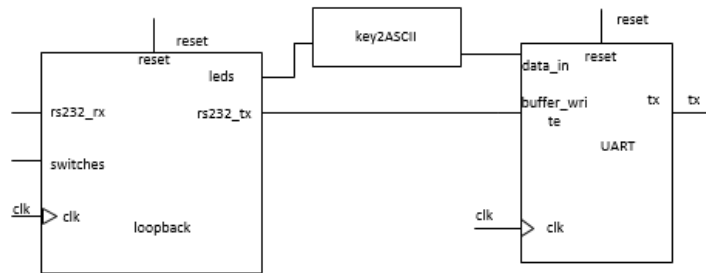 reset
reset
leds
rs232_rx
rs232_tx
switches
clk
clk
loopback
key2ASCII
reset
reset
data_in
buffer_wri
te
tx
tx
UART
clk
clk